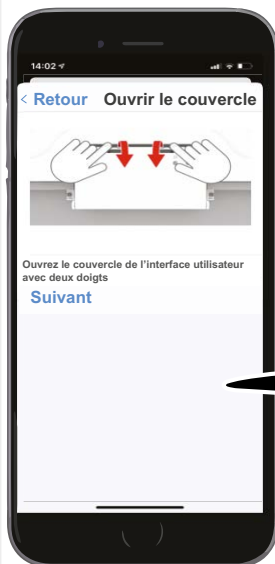 14:02
< Retour Ouvrir le couvercle
Ouvrez le couvercle de l'interface utilisateur
avec deux doigts
Suivant